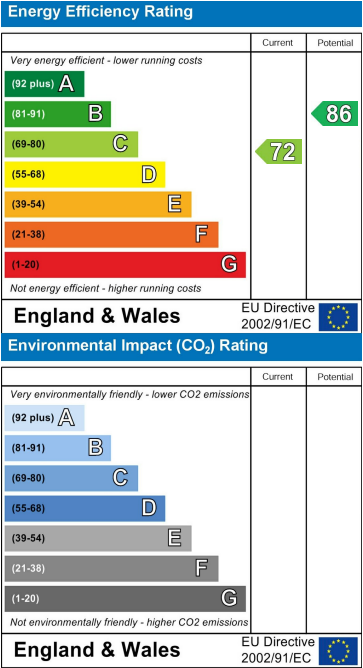 Energy Efficiency Rating
Current Potential
Very energy efficient - lower running costs
(92 plus) A
(81-91) B
86
(69-80) C
72
(55-68) D
(39-54) E
(21-38) F
(1-20) G
Not energy efficient - higher running costs
England & Wales
EU Directive
2002/91/EC
Environmental Impact (CO₂) Rating
Current Potential
Very environmentally friendly - lower CO2 emissions
(92 plus) A
(81-91) B
(69-80) C
(55-68) D
(39-54) E
(21-38) F
(1-20) G
Not environmentally friendly - higher CO2 emissions
England & Wales
EU Directive
2002/91/EC